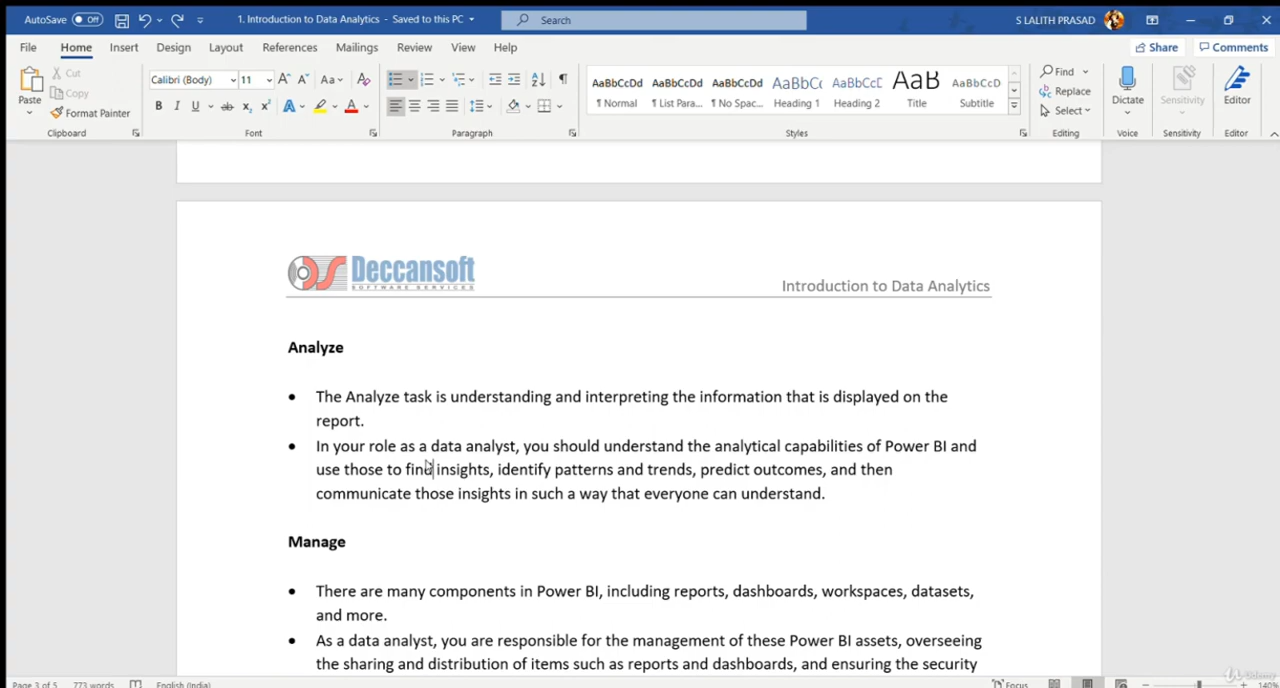 AutoSave Off 1. Introduction to Data Analytics - Saved to this PC Search S LALITH PRASAD
File Home Insert Design Layout References Mailings Review View Help Share Comments
Paste Cut Copy Format Painter
Calibri (Body) 11 Aa
AaBbCcDd AaBbCcDd AaBbCcDd AaBbC AaBbCcD AaB AaBbCcD
¶ Normal ¶ List Para... ¶ No Spac... Heading 1 Heading 2 Title Subtitle
Find Replace Select
Dictate Sensitivity Editor
Clipboard Font Paragraph Styles Editing Voice Sensitivity Editor
Deccansoft
SOFTWARE SERVICES
Introduction to Data Analytics
Analyze
• The Analyze task is understanding and interpreting the information that is displayed on the
report.
• In your role as a data analyst, you should understand the analytical capabilities of Power BI and
use those to find insights, identify patterns and trends, predict outcomes, and then
communicate those insights in such a way that everyone can understand.
Manage
• There are many components in Power BI, including reports, dashboards, workspaces, datasets,
and more.
• As a data analyst, you are responsible for the management of these Power BI assets, overseeing
the sharing and distribution of items such as reports and dashboards, and ensuring the security
Page 3 of 5 773 words English (India) Focus 140%
Udemy